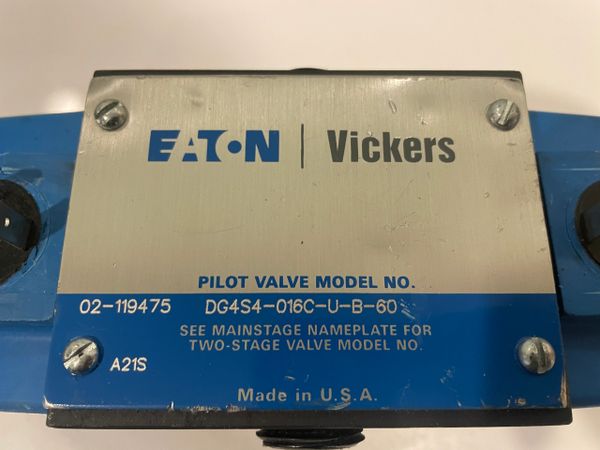 EATON | Vickers
PILOT VALVE MODEL NO.
02-119475 DG4S4-016C-U-B-60
SEE MAINSTAGE NAMEPLATE FOR
TWO-STAGE VALVE MODEL NO.
A21S
Made in U.S.A.